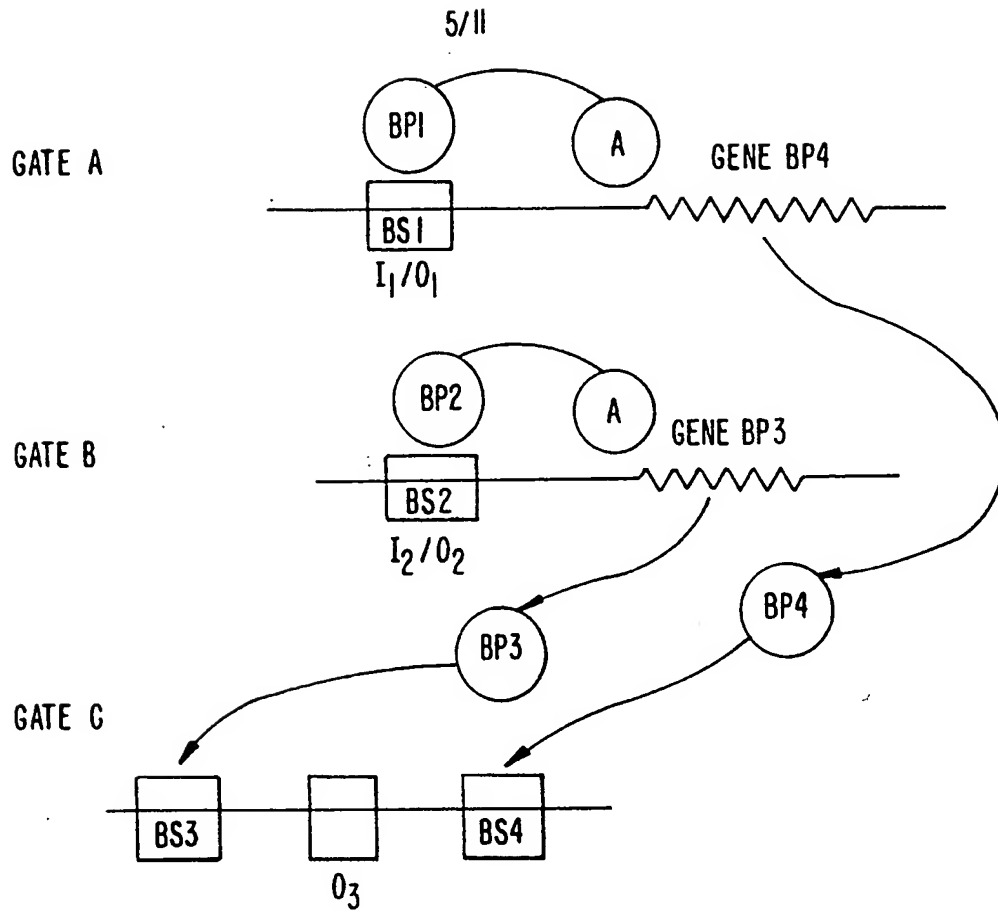 5/11
BP1
A
GENE BP4
GATE A
BS1
I1/O1
BP2
A
GENE BP3
GATE B
BS2
I2/O2
BP4
BP3
GATE C
BS3
BS4
O3